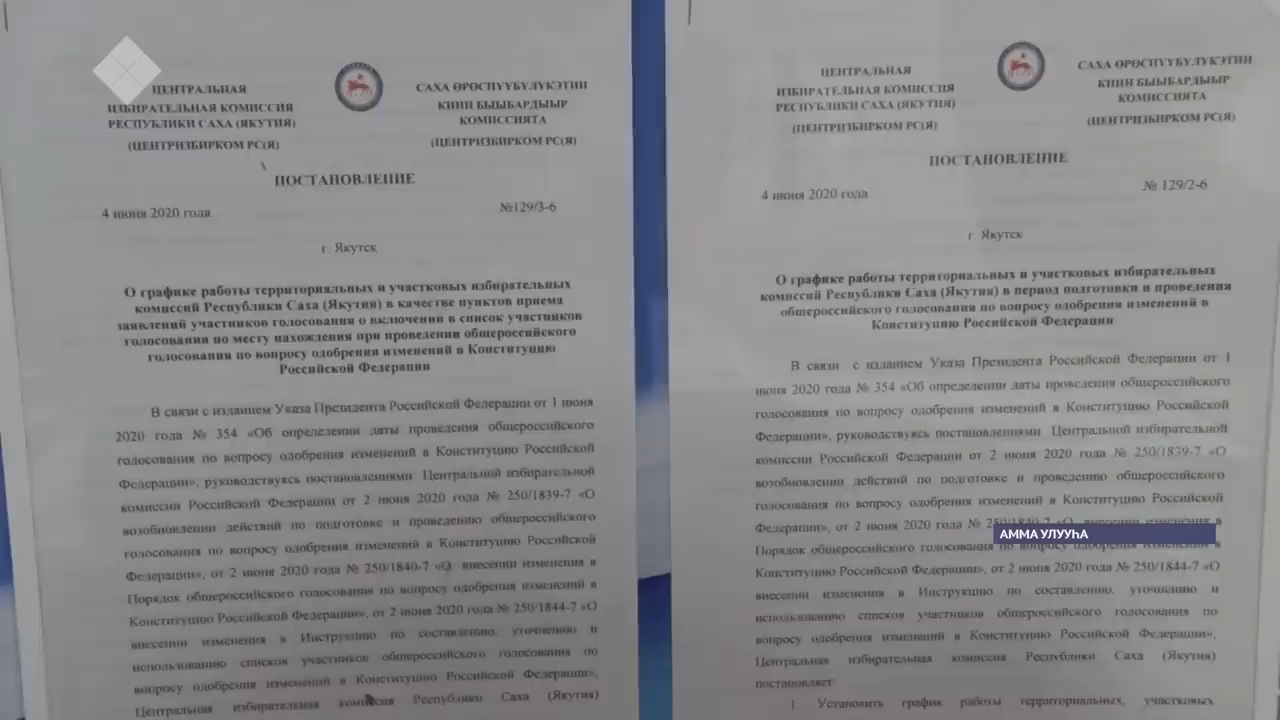 ЦЕНТРАЛЬНАЯ
ИЗБИРАТЕЛЬНАЯ КОМИССИЯ
РЕСПУБЛИКИ САХА (ЯКУТИЯ)
(ЦЕНТРИЗБИРКОМ РС(Я)
САХА ӨРӨСПҮҮБҮЛҮКЭТИН
КИИН БЫЫБАРДЫЫР
КОМИССИЯТА
(ЦЕНТРИЗБИРКОМ РС(Я)
ПОСТАНОВЛЕНИЕ
4 июня 2020 года
№129/3-6
г. Якутск
О графике работы территориальных и участковых избирательных
комиссий Республики Саха (Якутия) в качестве пунктов приема
заявлений участников голосования о включении в список участников
голосования по месту нахождения при проведении общероссийского
голосования по вопросу одобрения изменений в Конституцию
Российской Федерации
В связи с изданием Указа Президента Российской Федерации от 1 июня
2020 года № 354 «Об определении даты проведения общероссийского
голосования по вопросу одобрения изменений в Конституцию Российской
Федерации», руководствуясь постановлениями Центральной избирательной
комиссии Российской Федерации от 2 июня 2020 года № 250/1839-7 «О
возобновлении действий по подготовке и проведению общероссийского
голосования по вопросу одобрения изменений в Конституцию Российской
Федерации», от 2 июня 2020 года № 250/1840-7 «О внесении изменения в
Порядок общероссийского голосования по вопросу одобрения изменений в
Конституцию Российской Федерации», от 2 июня 2020 года № 250/1844-7 «О
внесении изменения в Инструкцию по составлению, уточнению и
использованию списков участников общероссийского голосования по
вопросу одобрения изменений в Конституцию Российской Федерации»,
Центральная избирательная комиссия Республики Саха (Якутия)
ЦЕНТРАЛЬНАЯ
ИЗБИРАТЕЛЬНАЯ КОМИССИЯ
РЕСПУБЛИКИ САХА (ЯКУТИЯ)
(ЦЕНТРИЗБИРКОМ РС(Я)
САХА ӨРӨСПҮҮБҮЛҮКЭТИН
КИИН БЫЫБАРДЫЫР
КОМИССИЯТА
(ЦЕНТРИЗБИРКОМ РС(Я)
ПОСТАНОВЛЕНИЕ
4 июня 2020 года
№ 129/2-6
г. Якутск
О графике работы территориальных и участковых избирательных
комиссий Республики Саха (Якутия) в период подготовки и проведения
общероссийского голосования по вопросу одобрения изменений в
Конституцию Российской Федерации
В связи с изданием Указа Президента Российской Федерации от 1
июня 2020 года № 354 «Об определении даты проведения общероссийского
голосования по вопросу одобрения изменений в Конституцию Российской
Федерации», руководствуясь постановлениями Центральной избирательной
комиссии Российской Федерации от 2 июня 2020 года № 250/1839-7 «О
возобновлении действий по подготовке и проведению общероссийского
голосования по вопросу одобрения изменений в Конституцию Российской
Федерации», от 2 июня 2020 года № 250/1840-7 «О внесении изменения в
АММА УЛУУҺА
Порядок общероссийского голосования по вопросу одобрения изменений в
Конституцию Российской Федерации», от 2 июня 2020 года № 250/1844-7 «О
внесении изменения в Инструкцию по составлению, уточнению и
использованию списков участников общероссийского голосования по
вопросу одобрения изменений в Конституцию Российской Федерации»,
Центральная избирательная комиссия Республики Саха (Якутия)
постановляет:
1. Установить график работы территориальных, участковых